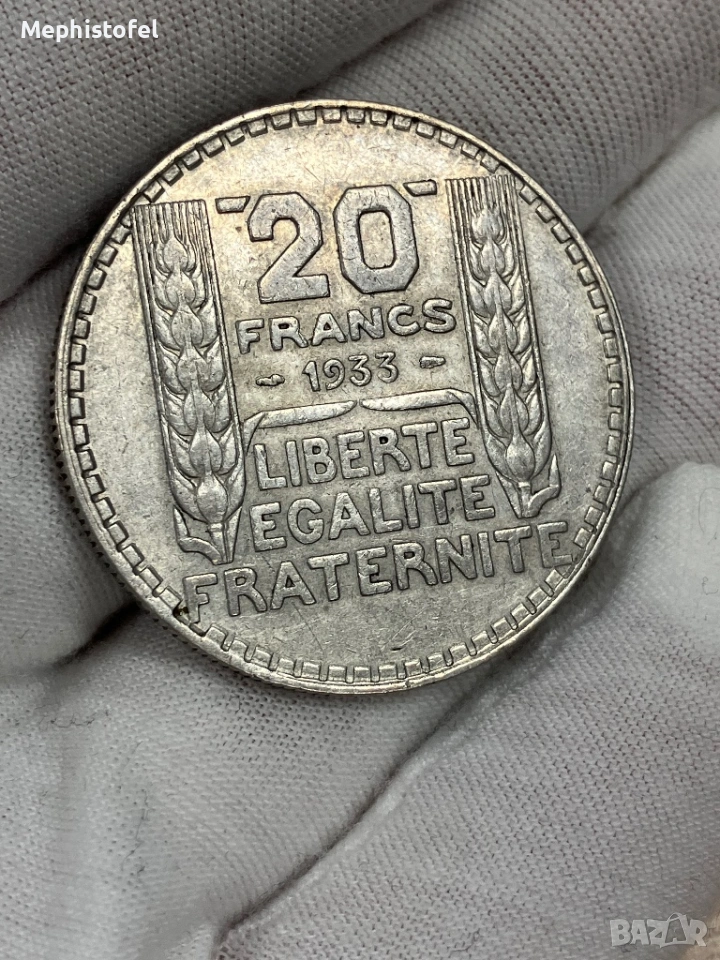 Mephistofel
20
FRANCS
1933
LIBERTE
EGALITE
FRATERNITE
BAZAR